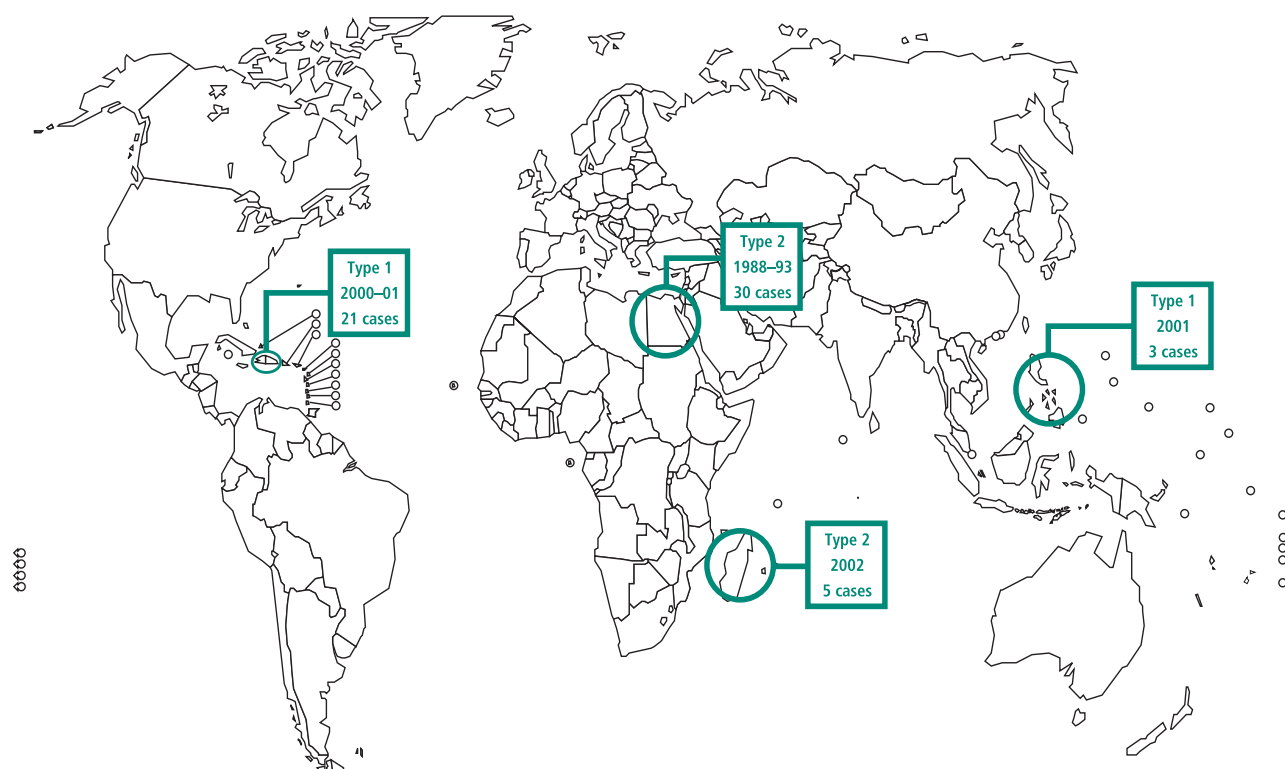 Type 2
1988–93
30 cases
Type 1
2000–01
21 cases
Type 1
2001
3 cases
Type 2
2002
5 cases